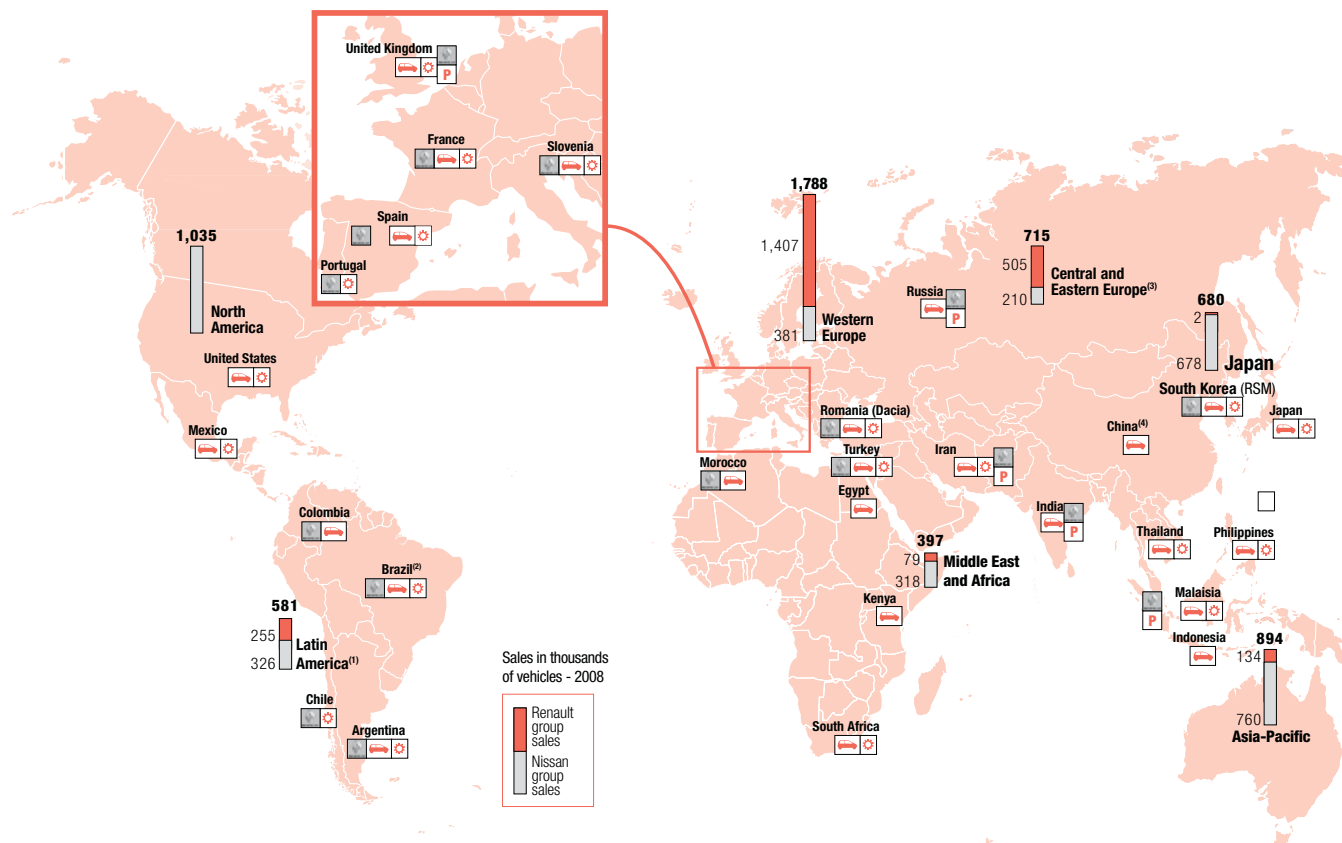 United Kingdom
P
France
Slovenia
Spain
Portugal
1,035
North
America
United States
Mexico
Colombia
Brazil(2)
581
255
326
Latin
America(1)
Chile
Argentina
Sales in thousands
of vehicles - 2008
Renault
group
sales
Nissan
group
sales
1,788
1,407
381
Western
Europe
Russia
P
715
505
210
Central and
Eastern Europe(3)
680
2
678
Japan
South Korea (RSM)
Japan
China(4)
Romania (Dacia)
Turkey
Iran
P
Morocco
Egypt
India
P
Thailand
Philippines
397
79
318
Middle East
and Africa
Kenya
Malaisia
P
Indonesia
894
134
760
Asia-Pacific
South Africa